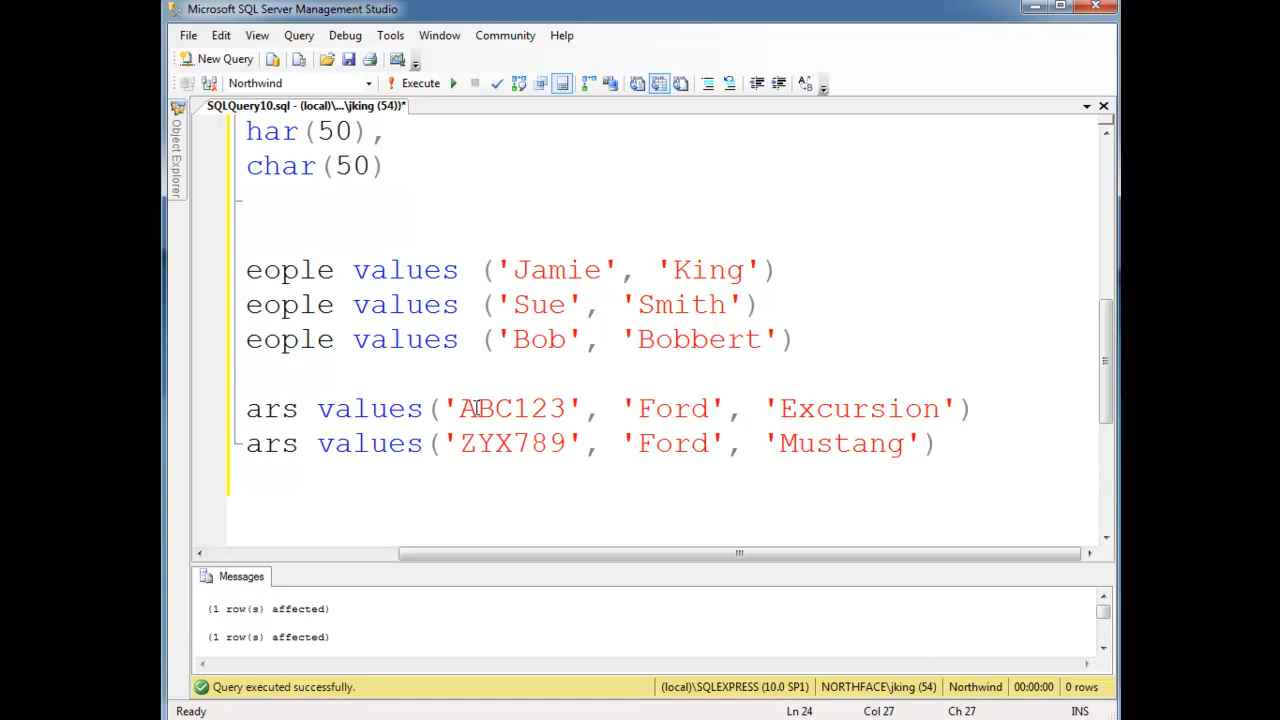 Microsoft SQL Server Management Studio
File Edit View Query Debug Tools Window Community Help
New Query
Northwind Execute
SQLQuery10.sql - (local)\...\jking (54))*
Object Explorer
har(50),
char(50)
eople values ('Jamie', 'King')
eople values ('Sue', 'Smith')
eople values ('Bob', 'Bobbert')
ars values('ABC123', 'Ford', 'Excursion')
ars values('ZYX789', 'Ford', 'Mustang')
Messages
(1 row(s) affected)
(1 row(s) affected)
Query executed successfully. (local)\SQLEXPRESS (10.0 SP1) NORTHFACE\jking (54) Northwind 00:00:00 0 rows
Ready Ln 24 Col 27 Ch 27 INS